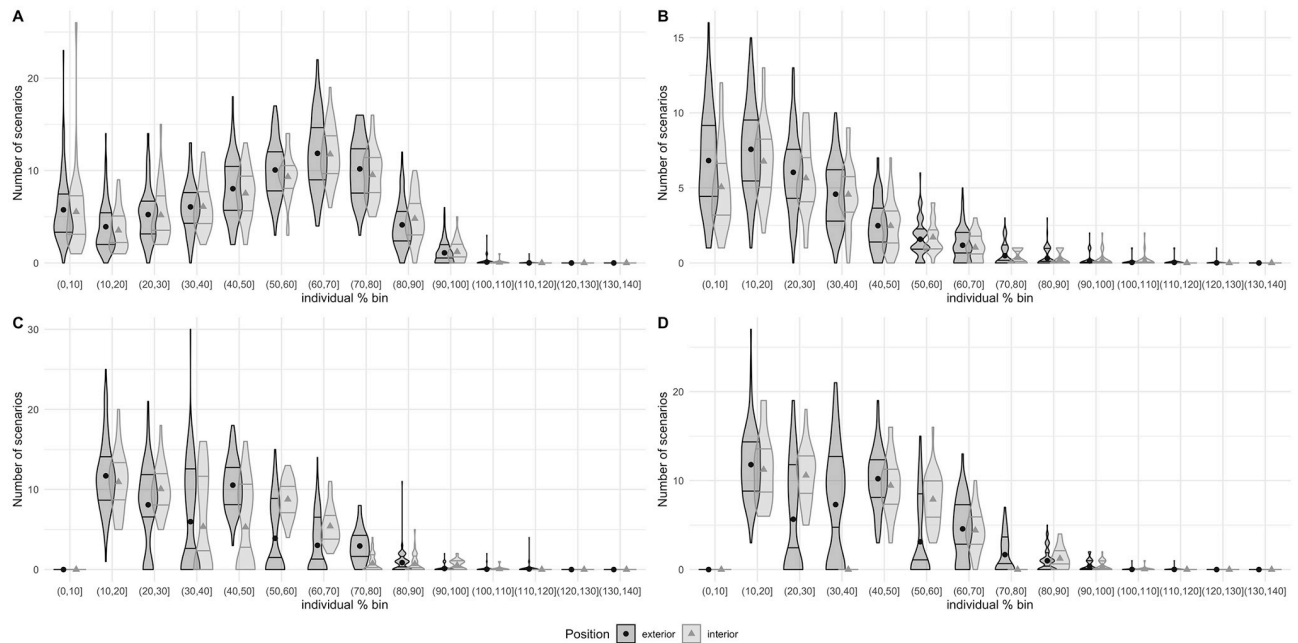 A
B
Number of scenarios
20
10
0
(0,10] (10,20] (20,30] (30,40] (40,50] (50,60] (60,70] (70,80] (80,90] (90,100] (100,110] (110,120] (120,130] (130,140]
individual % bin
Number of scenarios
15
10
5
0
(0,10] (10,20] (20,30] (30,40] (40,50] (50,60] (60,70] (70,80] (80,90] (90,100] (100,110] (110,120] (120,130] (130,140]
individual % bin
C
D
Number of scenarios
30
20
10
0
(0,10] (10,20] (20,30] (30,40] (40,50] (50,60] (60,70] (70,80] (80,90] (90,100] (100,110] (110,120] (120,130] (130,140]
individual % bin
Number of scenarios
20
10
0
(0,10] (10,20] (20,30] (30,40] (40,50] (50,60] (60,70] (70,80] (80,90] (90,100] (100,110] (110,120] (120,130] (130,140]
individual % bin
Position exterior interior